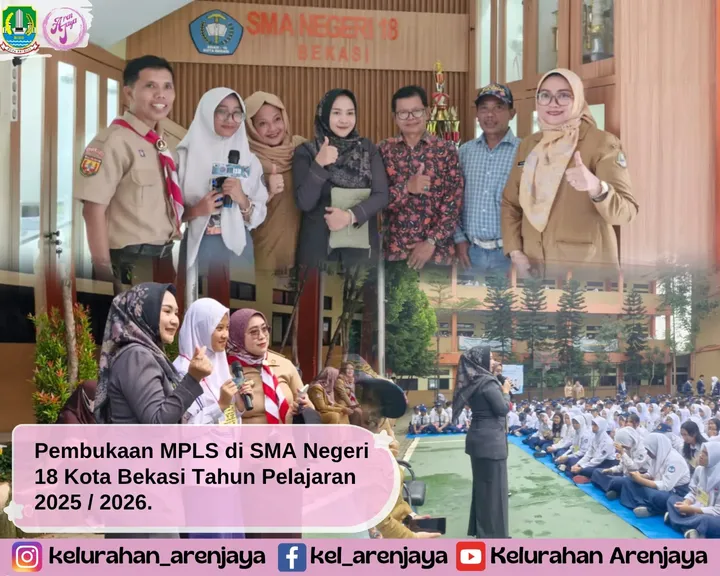 SMA NEGERI 18
BEKASI
Pembukaan MPLS di SMA Negeri
18 Kota Bekasi Tahun Pelajaran
2025 / 2026.
kelurahan_arenjaya kel_arenjaya Kelurahan Arenjaya